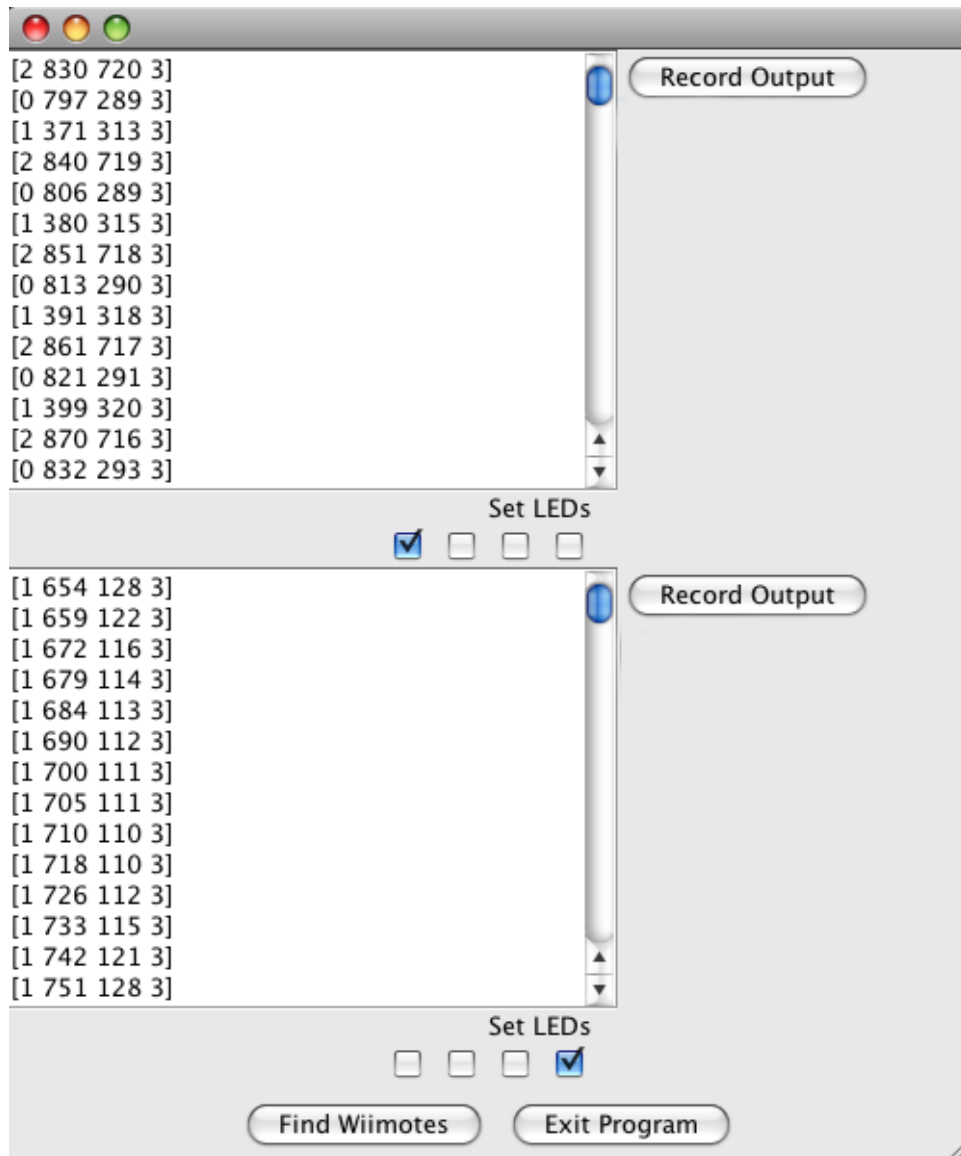 [2 830 720 3]
Record Output
[0 797 289 3]
[1 371 313 3]
[2 840 719 3]
[0 806 289 3]
[1 380 315 3]
[2 851 718 3]
[0 813 290 3]
[1 391 318 3]
[2 861 717 3]
[0 821 291 3]
[1 399 320 3]
[2 870 716 3]
[0 832 293 3]
Set LEDs
[1 654 128 3]
Record Output
[1 659 122 3]
[1 672 116 3]
[1 679 114 3]
[1 684 113 3]
[1 690 112 3]
[1 700 111 3]
[1 705 111 3]
[1 710 110 3]
[1 718 110 3]
[1 726 112 3]
[1 733 115 3]
[1 742 121 3]
[1 751 128 3]
Set LEDs
Find Wiimotes
Exit Program